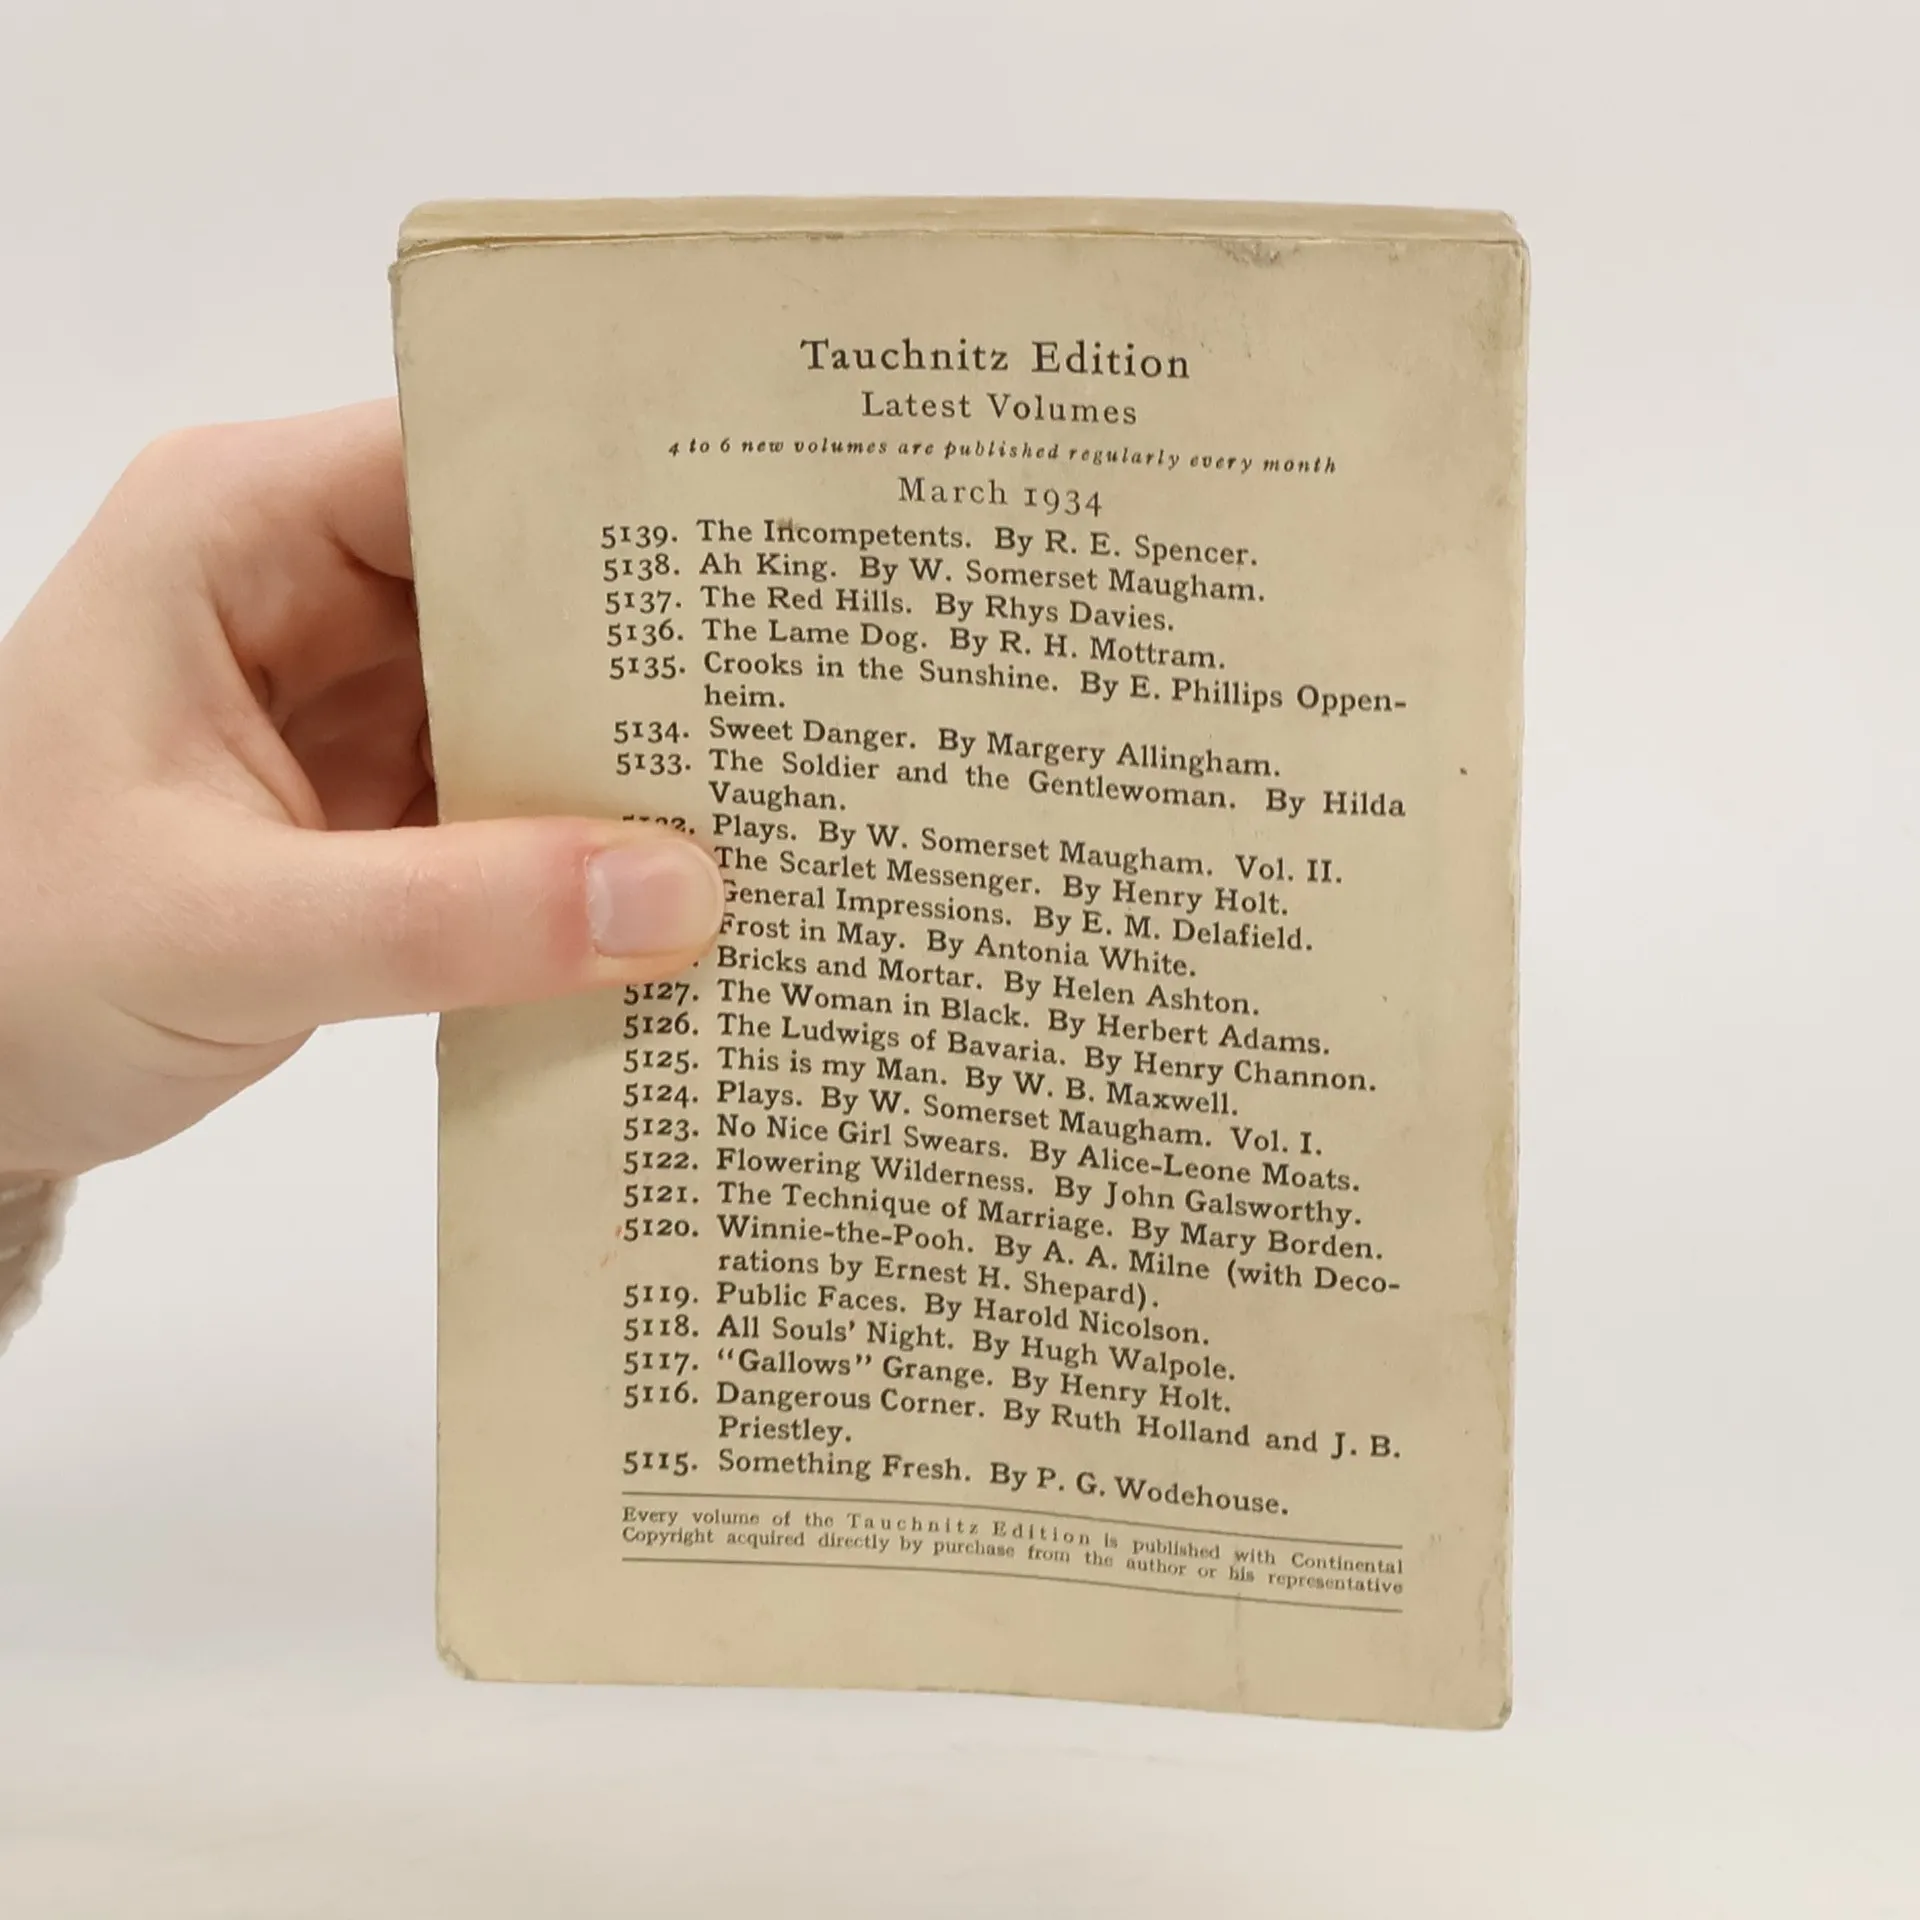 Tauchnitz Edition
Latest Volumes
4 to 6 new volumes are published regularly every month
March 1934
5139. The Incompetents. By R. E. Spencer.
5138. Ah King. By W. Somerset Maugham.
5137. The Red Hills. By Rhys Davies.
5136. The Lame Dog. By R. H. Mottram.
5135. Crooks in the Sunshine. By E. Phillips Oppen-
heim.
5134. Sweet Danger. By Margery Allingham.
5133. The Soldier and the Gentlewoman. By Hilda
Vaughan.
Plays. By W. Somerset Maugham. Vol. II.
The Scarlet Messenger. By Henry Holt.
General Impressions. By E. M. Delafield.
Frost in May. By Antonia White.
Bricks and Mortar. By Helen Ashton.
5127. The Woman in Black. By Herbert Adams.
5126. The Ludwigs of Bavaria. By Henry Channon.
5125. This is my Man. By W. B. Maxwell.
5124. Plays. By W. Somerset Maugham. Vol. I.
5123. No Nice Girl Swears. By Alice-Leone Moats.
5122. Flowering Wilderness. By John Galsworthy.
5121. The Technique of Marriage. By Mary Borden.
5120. Winnie-the-Pooh. By A. A. Milne (with Deco-
rations by Ernest H. Shepard).
5119. Public Faces. By Harold Nicolson.
5118. All Souls' Night. By Hugh Walpole.
5117. "Gallows" Grange. By Henry Holt.
5116. Dangerous Corner. By Ruth Holland and J. B.
Priestley.
5115. Something Fresh. By P. G. Wodehouse.
Every volume of the Tauchnitz Edition is published with Continental
Copyright acquired directly by purchase from the author or his representative